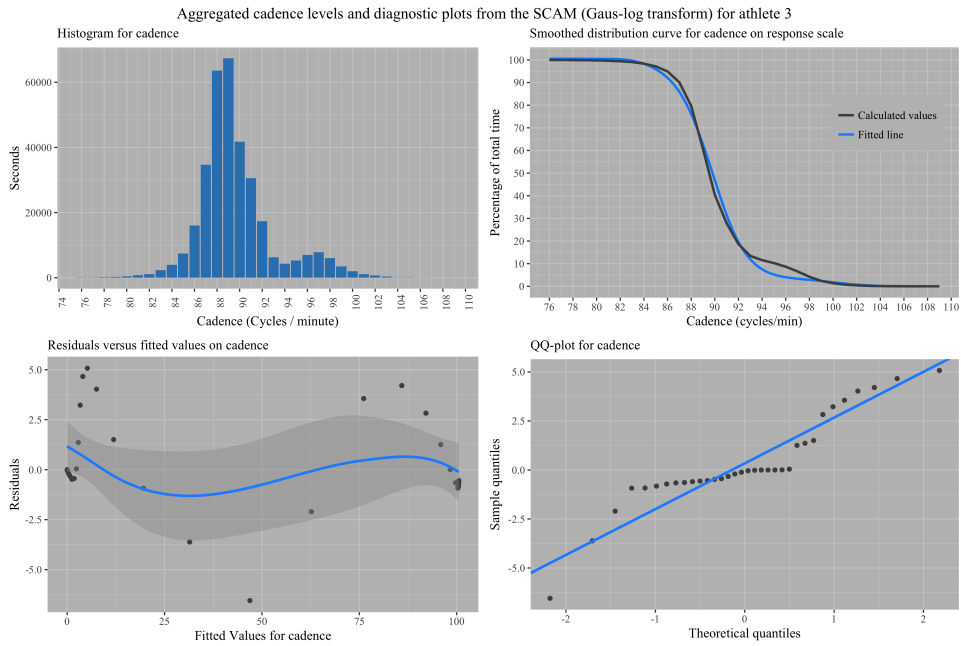 Aggregated cadence levels and diagnostic plots from the SCAM (Gaus-log transform) for athlete 3
Histogram for cadence
Seconds
60000
40000
20000
0
74 76 78 80 82 84 86 88 90 92 94 96 98 100 102 104 106 108 110
Cadence (Cycles / minute)
Smoothed distribution curve for cadence on response scale
Percentage of total time
100
90
80
70
60
50
40
30
20
10
0
Calculated values
Fitted line
76 78 80 82 84 86 88 90 92 94 96 98 100 102 104 106 108 110
Cadence (cycles/min)
Residuals versus fitted values on cadence
Residuals
5.0
2.5
0.0
-2.5
-5.0
0 25 50 75 100
Fitted Values for cadence
QQ-plot for cadence
Sample quantiles
5.0
2.5
0.0
-2.5
-5.0
-2 -1 0 1 2
Theoretical quantiles